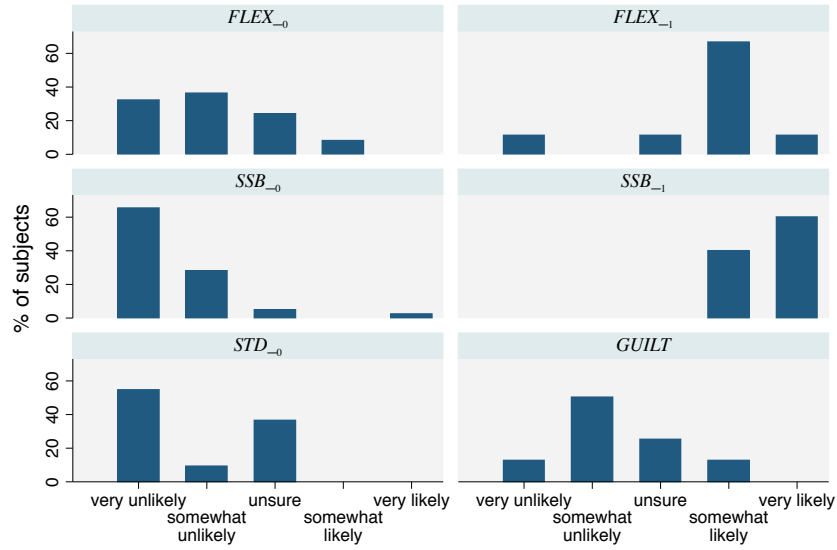 FLEX_0
FLEX_1
60
40
20
0
SSB_0
SSB_1
% of subjects
60
40
20
0
STD_0
GUILT
60
40
20
0
very unlikely
somewhat
unlikely
unsure
somewhat
likely
very likely
very unlikely
somewhat
unlikely
unsure
somewhat
likely
very likely